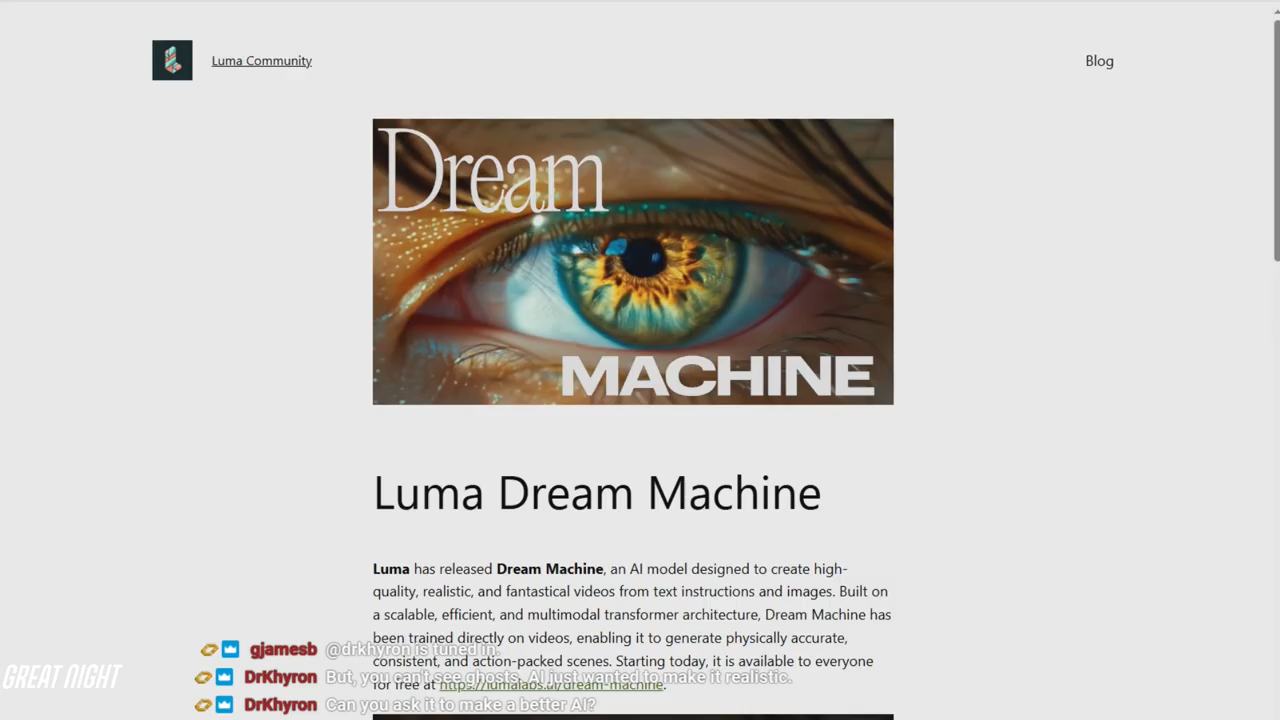 Luma Community
Blog
Dream
MACHINE
Luma Dream Machine
Luma has released Dream Machine, an AI model designed to create high-
quality, realistic, and fantastical videos from text instructions and images. Built on
a scalable, efficient, and multimodal transformer architecture, Dream Machine has
been trained directly on videos, enabling it to generate physically accurate,
consistent, and action-packed scenes. Starting today, it is available to everyone
for free at https://lumalabs.ai/dream-machine.
gjamesb @drkhyron is tuned in.
DrKhyron But, you can't see ghosts. AI just wanted to make it realistic.
DrKhyron Can you ask it to make a better AI?
GREAT NIGHT